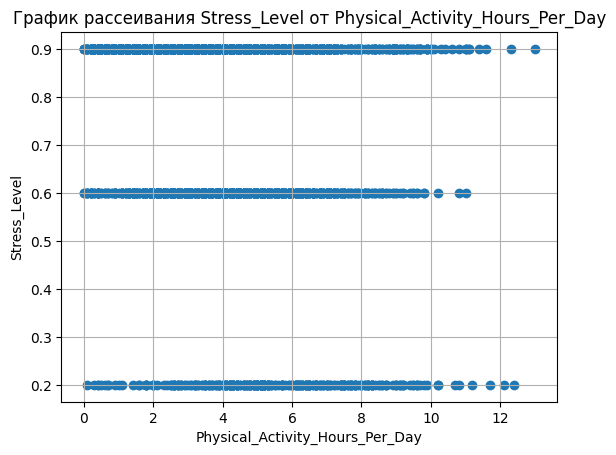 График рассеивания Stress_Level от Physical_Activity_Hours_Per_Day
0.9
0.8
0.7
0.6
0.5
0.4
0.3
0.2
Stress_Level
0 2 4 6 8 10 12
Physical_Activity_Hours_Per_Day